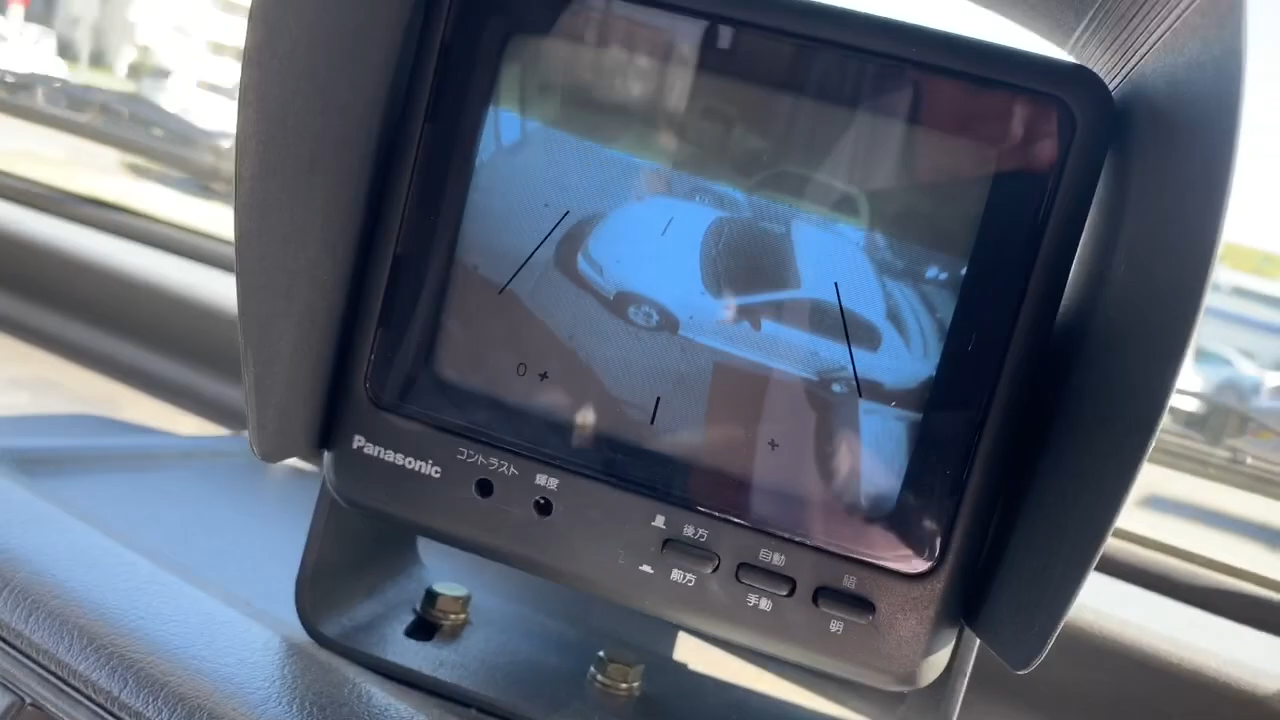 Panasonic
コントラスト
輝度
後方
前方
自動
手動
暗
明